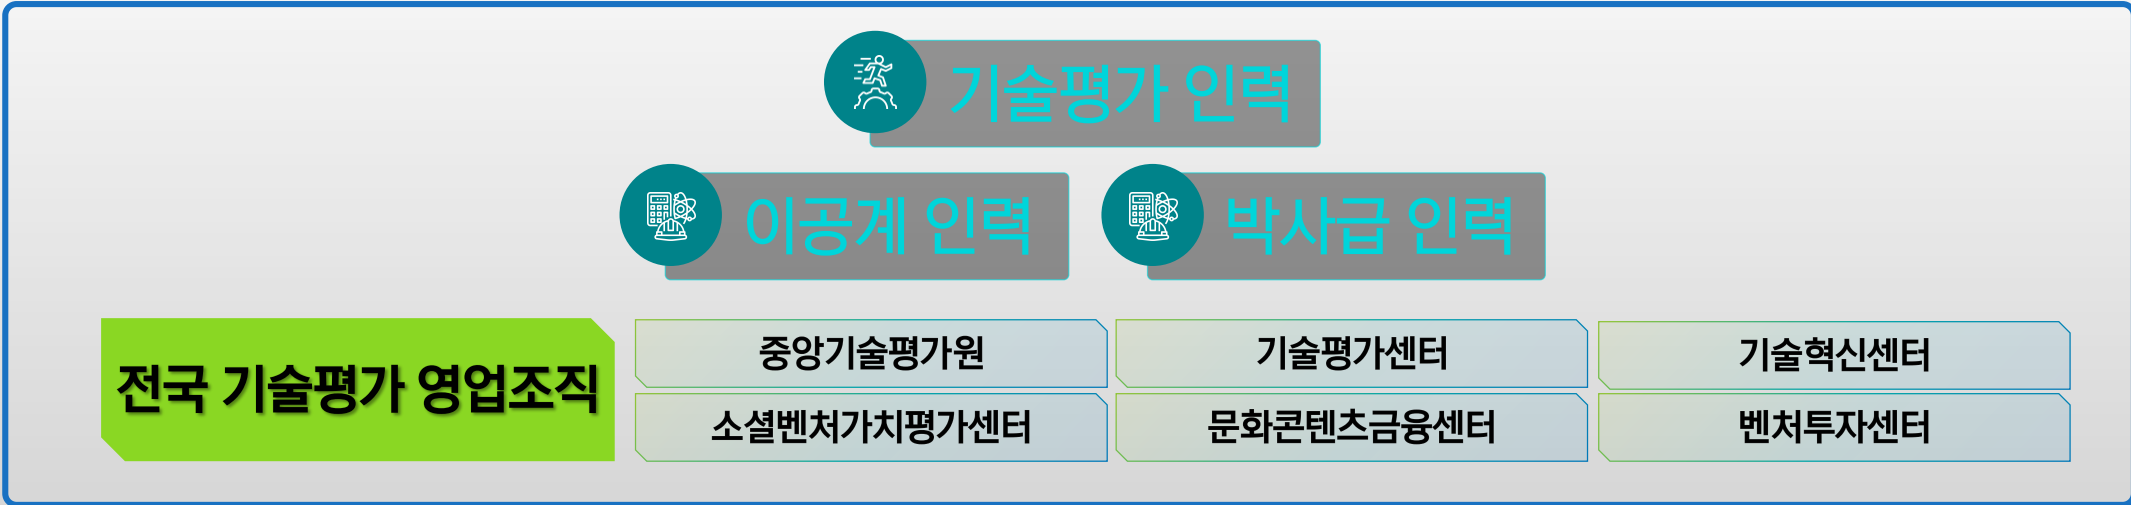 기술평가 인력
이공계 인력
박사급 인력
전국 기술평가 영업조직
중앙기술평가원
기술평가센터
기술혁신센터
소셜벤처가치평가센터
문화콘텐츠금융센터
벤처투자센터